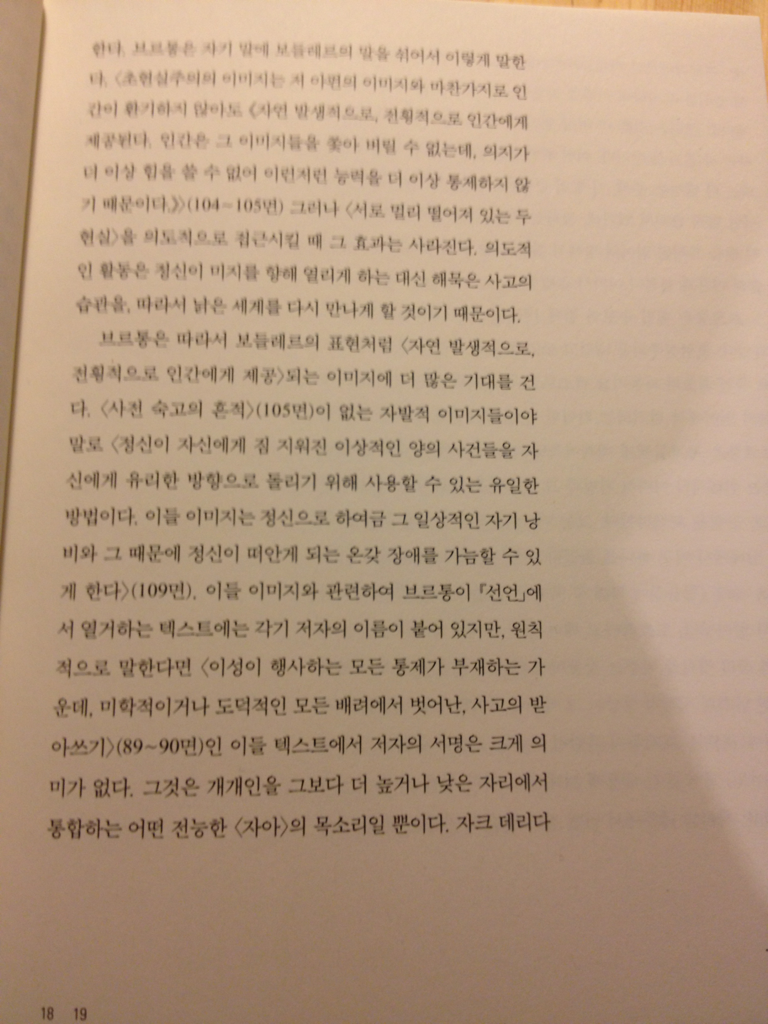 한다. 브르통은 자기 말에 보들레르의 말을 섞어서 이렇게 말한
다. 〈초현실주의의 이미지는 저 아편의 이미지와 마찬가지로 인
간이 환기하지 않아도 《자연 발생적으로, 전횡적으로 인간에게
제공된다. 인간은 그 이미지들을 쫓아 버릴 수 없는데, 의지가
더 이상 힘을 쓸 수 없어 이런저런 능력을 더 이상 통제하지 않
기 때문이다.》〉(104~105면) 그러나 〈서로 멀리 떨어져 있는 두
현실〉을 의도적으로 접근시킬 때 그 효과는 사라진다. 의도적
인 활동은 정신이 미지를 향해 열리게 하는 대신 해묵은 사고의
습관을, 따라서 낡은 세계를 다시 만나게 할 것이기 때문이다.
브르통은 따라서 보들레르의 표현처럼 〈자연 발생적으로,
전횡적으로 인간에게 제공〉되는 이미지에 더 많은 기대를 건
다. 〈사전 숙고의 흔적〉(105면)이 없는 자발적 이미지들이야
말로 〈정신이 자신에게 짐 지워진 이상적인 양의 사건들을 자
신에게 유리한 방향으로 돌리기 위해 사용할 수 있는 유일한
방법이다. 이들 이미지는 정신으로 하여금 그 일상적인 자기 낭
비와 그 때문에 정신이 떠안게 되는 온갖 장애를 가늠할 수 있
게 한다〉(109면). 이들 이미지와 관련하여 브르통이 「선언」에
서 열거하는 텍스트에는 각기 저자의 이름이 붙어 있지만, 원칙
적으로 말한다면 〈이성이 행사하는 모든 통제가 부재하는 가
운데, 미학적이거나 도덕적인 모든 배려에서 벗어난, 사고의 받
아쓰기〉(89~90면)인 이들 텍스트에서 저자의 서명은 크게 의
미가 없다. 그것은 개개인을 그보다 더 높거나 낮은 자리에서
통합하는 어떤 전능한 〈자아〉의 목소리일 뿐이다. 자크 데리다
18 19